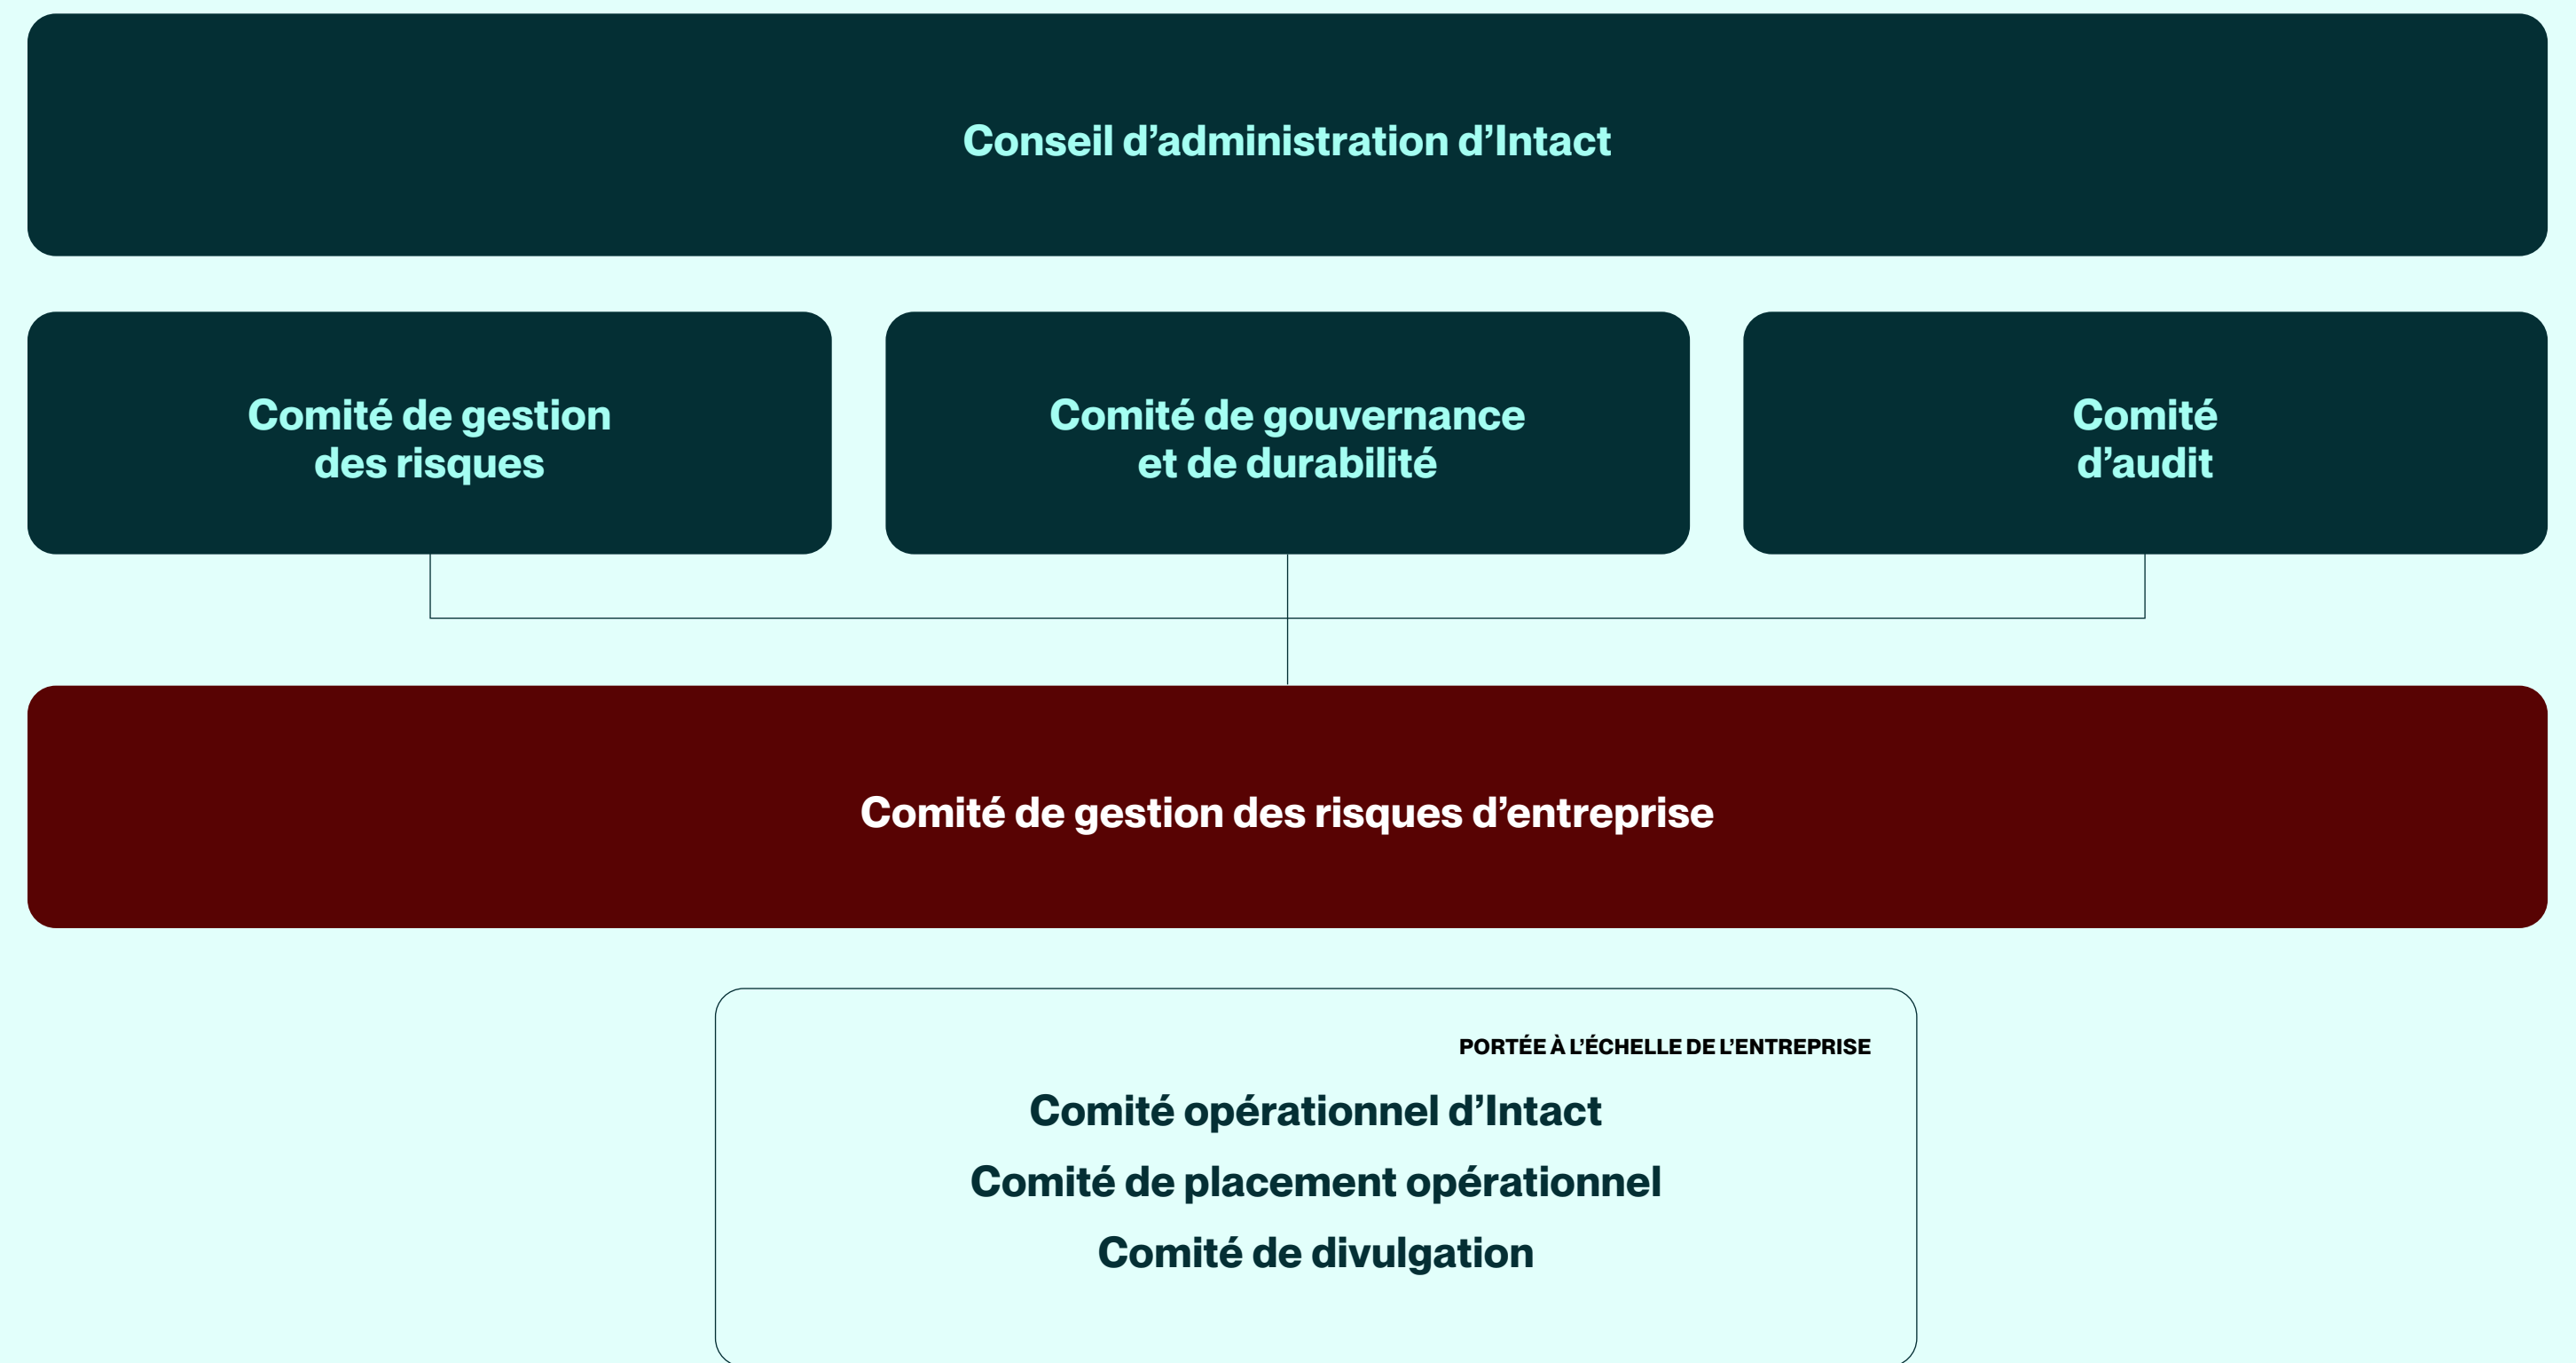 Conseil d’administration d’Intact
Comité de gestion
des risques
Comité de gouvernance
et de durabilité
Comité
d’audit
Comité de gestion des risques d’entreprise
PORTÉE À L’ÉCHELLE DE L’ENTREPRISE
Comité opérationnel d’Intact
Comité de placement opérationnel
Comité de divulgation